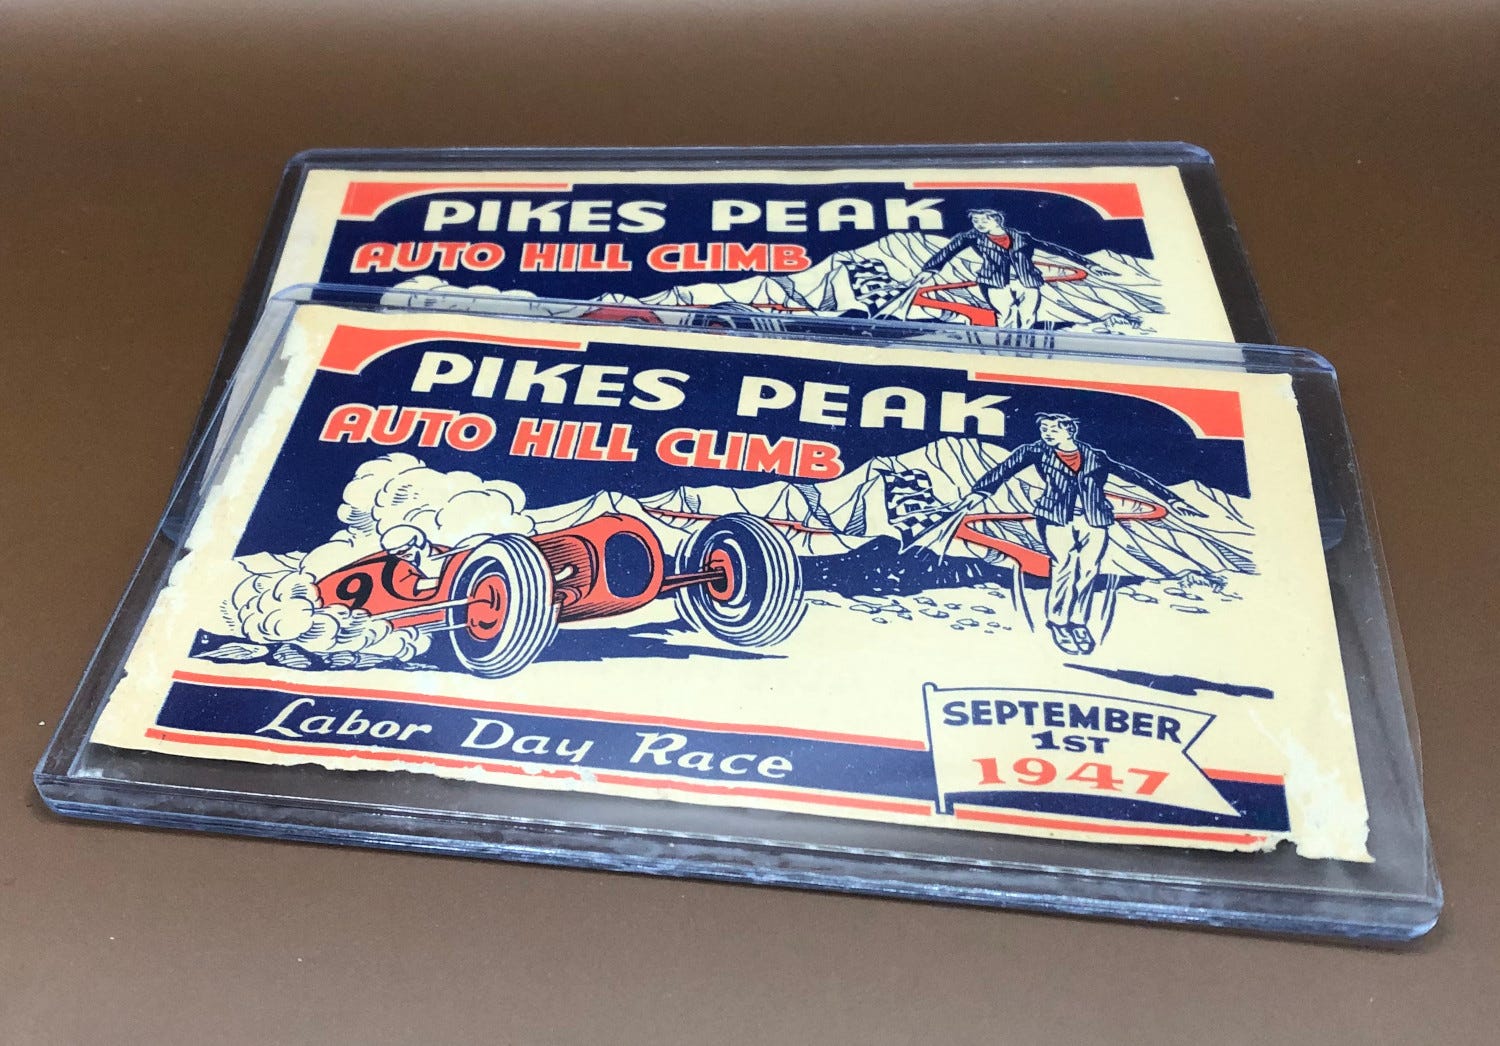 PIKES PEAK
AUTO HILL CLIMB
PIKES PEAK
AUTO HILL CLIMB
9
Labor Day Race
SEPTEMBER
1ST
1947